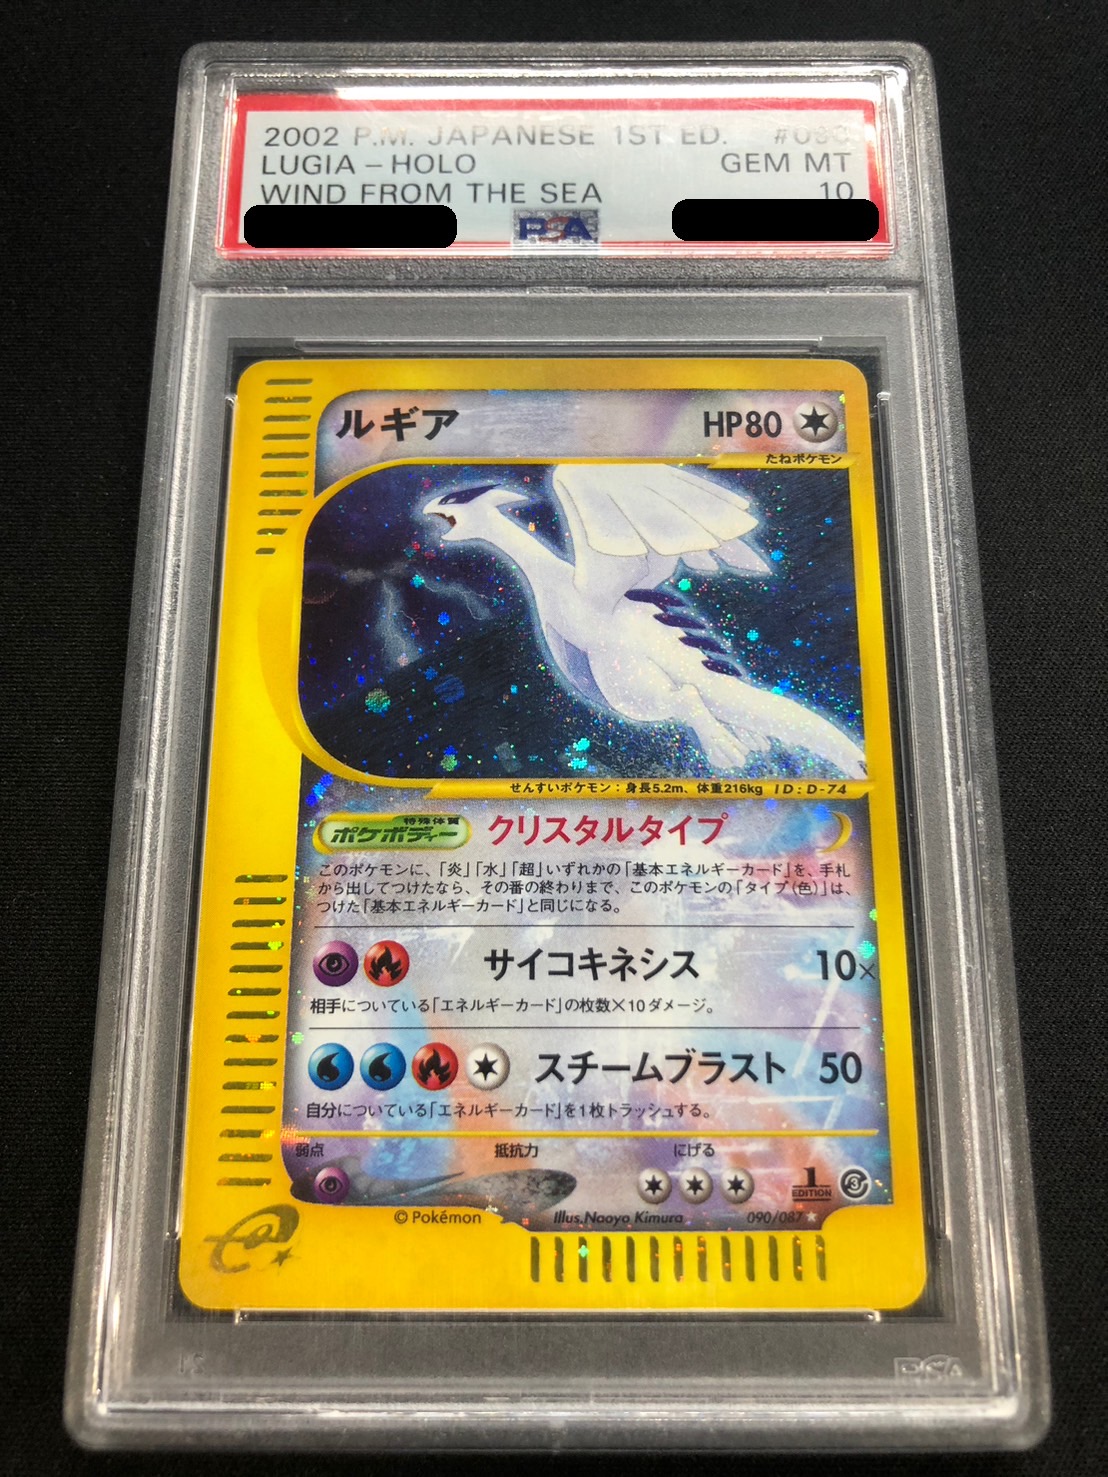 2002 P.M. JAPANESE 1ST ED. #090
LUGIA - HOLO GEM MT
WIND FROM THE SEA 10
PSA
ルギア HP80
たねポケモン
せんすいポケモン：身長5.2m、体重216kg ID：D-74
特殊体質
ポケボディー クリスタルタイプ
このポケモンに、「炎」「水」「超」いずれかの「基本エネルギーカード」を、手札
から出してつけたなら、その番の終わりまで、このポケモンの「タイプ(色)」は、
つけた「基本エネルギーカード」と同じになる。
サイコキネシス 10×
相手についている「エネルギーカード」の枚数×10ダメージ。
スチームブラスト 50
自分についている「エネルギーカード」を1枚トラッシュする。
弱点 抵抗力 にげる
1
EDITION
3
© Pokémon Illus.Naoyo Kimura 090/087
e
PSA